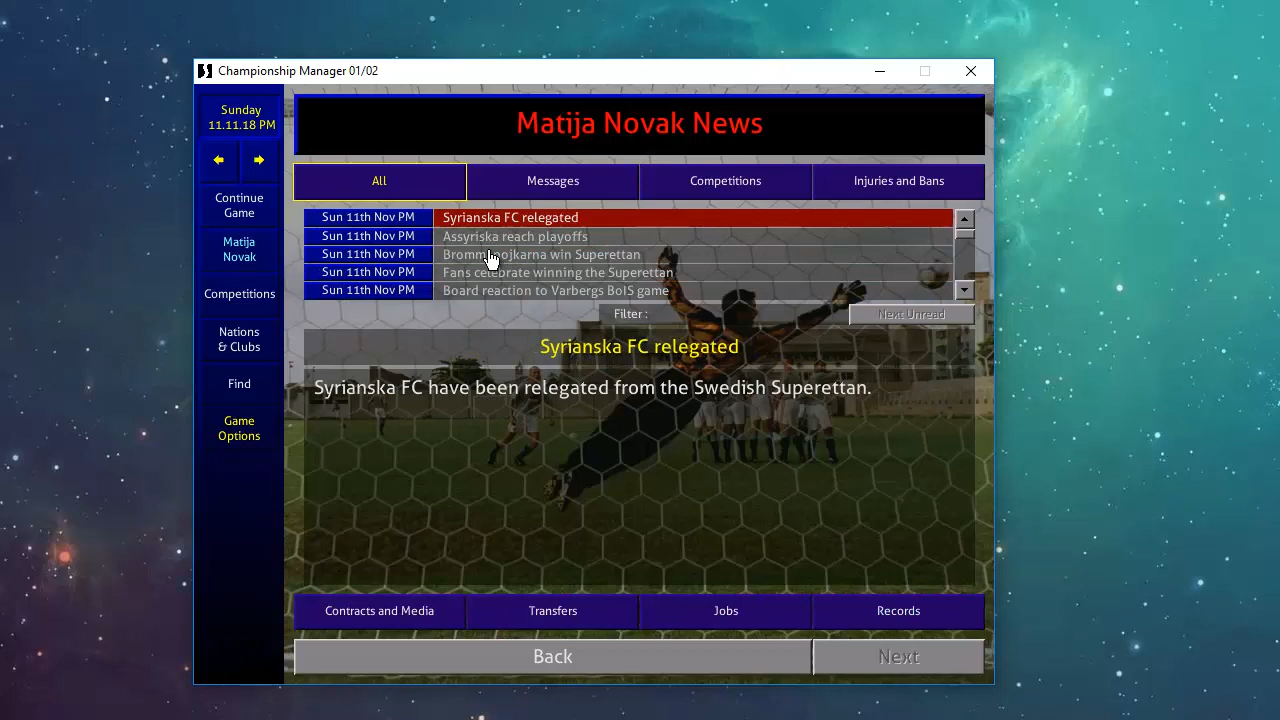 Championship Manager 01/02
Sunday
11.11.18 PM
Continue
Game
Matija
Novak
Competitions
Nations
& Clubs
Find
Game
Options
Matija Novak News
All
Messages
Competitions
Injuries and Bans
Sun 11th Nov PM Syrianska FC relegated
Sun 11th Nov PM Assyriska reach playoffs
Sun 11th Nov PM Brommapojkarna win Superettan
Sun 11th Nov PM Fans celebrate winning the Superettan
Sun 11th Nov PM Board reaction to Varbergs BoIS game
Filter :
Next Unread
Syrianska FC relegated
Syrianska FC have been relegated from the Swedish Superettan.
Contracts and Media
Transfers
Jobs
Records
Back
Next